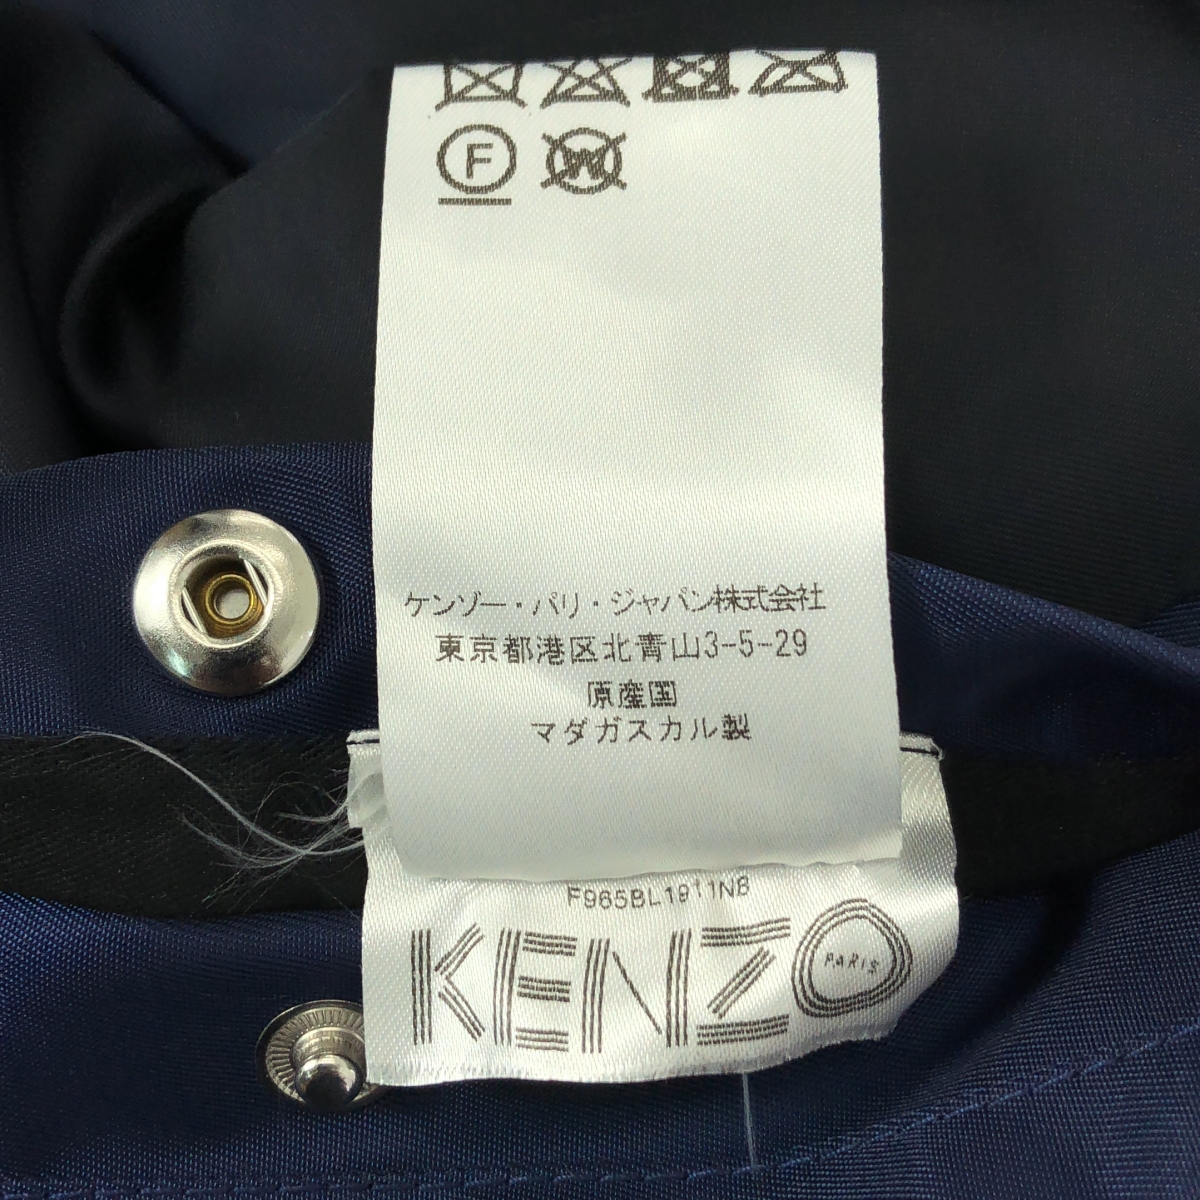 F
W
ケンゾー・パリ・ジャパン株式会社
東京都港区北青山3-5-29
原産国
マダガスカル製
F965BL1911NB
KENZO
PARIS